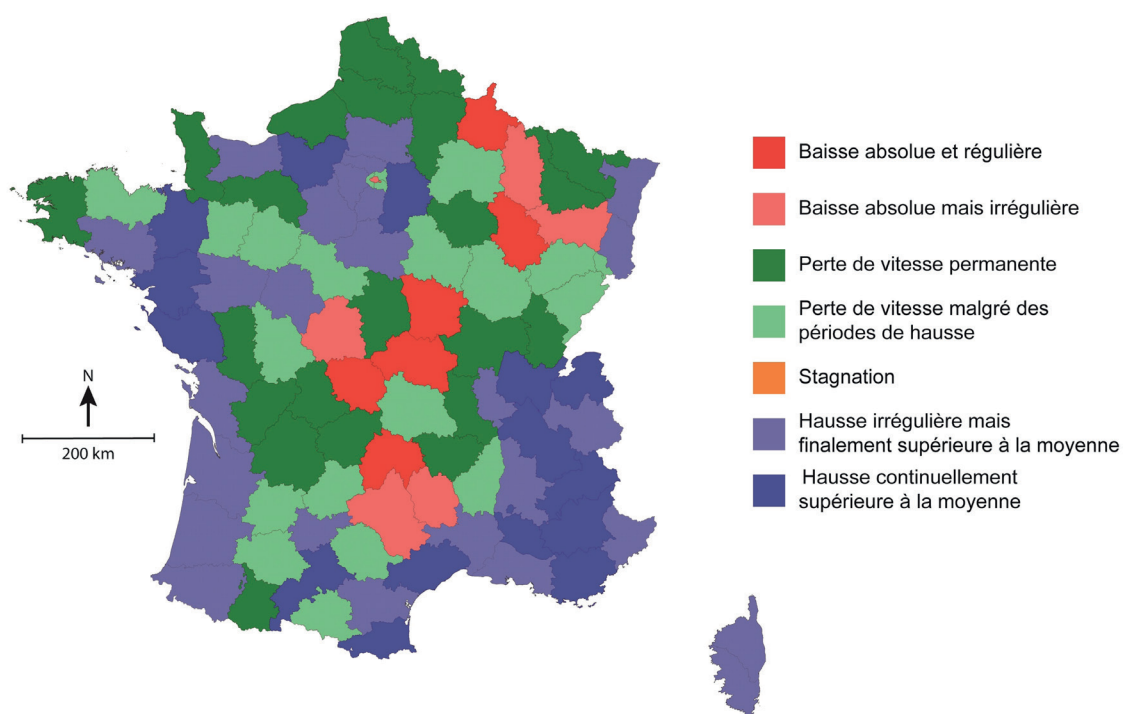 Baisse absolue et régulière
Baisse absolue mais irrégulière
Perte de vitesse permanente
Perte de vitesse malgré des
périodes de hausse
Stagnation
Hausse irrégulière mais
finalement supérieure à la moyenne
Hausse continuellement
supérieure à la moyenne
N
200 km